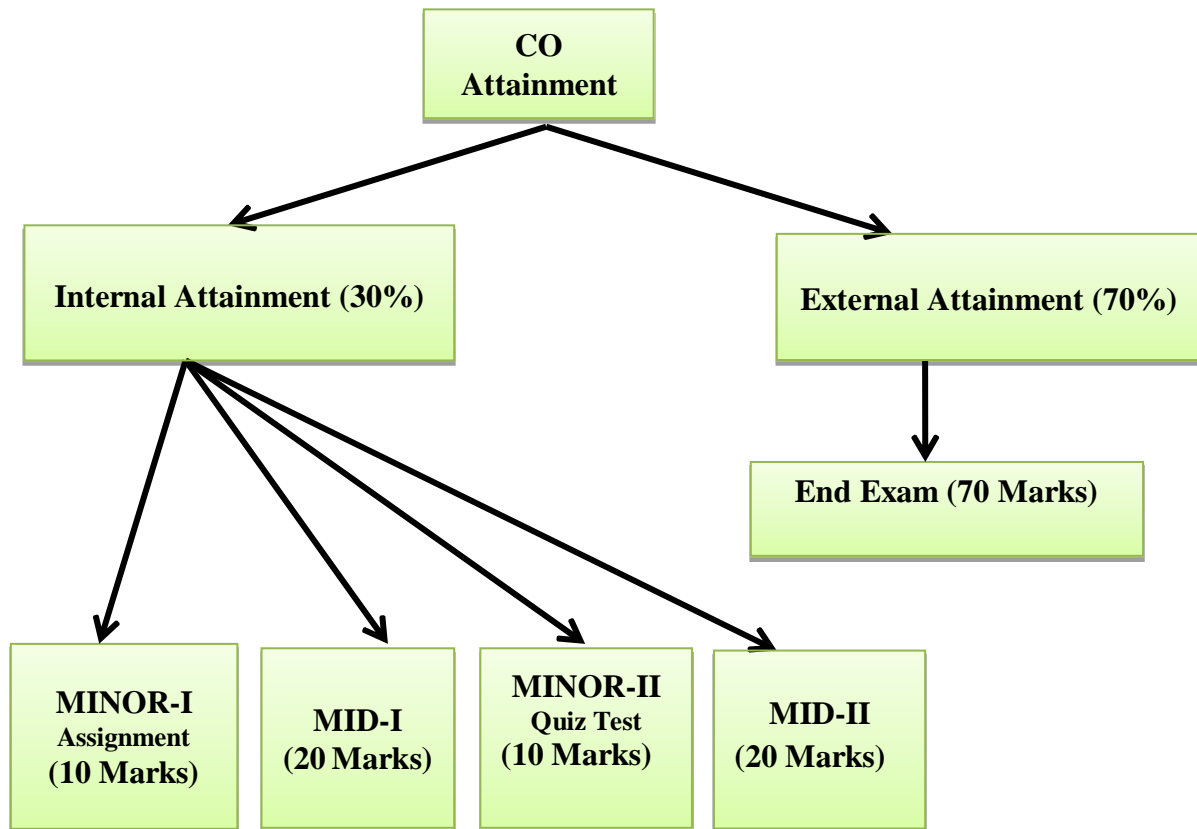 CO
Attainment
Internal Attainment (30%)
External Attainment (70%)
End Exam (70 Marks)
MINOR-I
Assignment
(10 Marks)
MID-I
(20 Marks)
MINOR-II
Quiz Test
(10 Marks)
MID-II
(20 Marks)